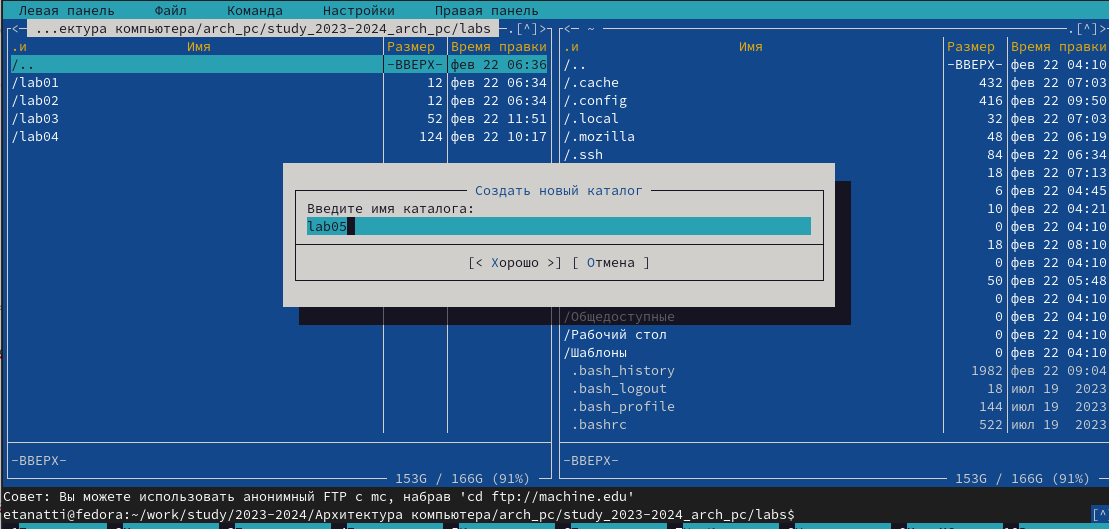 Левая панель Файл Команда Настройки Правая панель
<─ ...ектура компьютера/arch_pc/study_2023-2024_arch_pc/labs ─.[^]> <─ ~ .[^]>
.и Имя Размер Время правки .и Имя Размер Время правки
/.. -ВВЕРХ- фев 22 06:36 /.. -ВВЕРХ- фев 22 04:10
/lab01 12 фев 22 06:34 /.cache 432 фев 22 07:03
/lab02 12 фев 22 06:34 /.config 416 фев 22 09:50
/lab03 52 фев 22 11:51 /.local 32 фев 22 07:03
/lab04 124 фев 22 10:17 /.mozilla 48 фев 22 06:19
/.ssh 84 фев 22 06:34
18 фев 22 07:13
Создать новый каталог 6 фев 22 04:45
Введите имя каталога: 10 фев 22 04:21
lab05 0 фев 22 04:10
18 фев 22 08:10
[< Хорошо >] [ Отмена ] 0 фев 22 04:10
50 фев 22 05:48
0 фев 22 04:10
/Общедоступные 0 фев 22 04:10
/Рабочий стол 0 фев 22 04:10
/Шаблоны 0 фев 22 04:10
.bash_history 1982 фев 22 09:04
.bash_logout 18 июл 19 2023
.bash_profile 144 июл 19 2023
.bashrc 522 июл 19 2023
-ВВЕРХ- -ВВЕРХ-
153G / 166G (91%) 153G / 166G (91%)
Совет: Вы можете использовать анонимный FTP с mc, набрав 'cd ftp://machine.edu'
etanatti@fedora:~/work/study/2023-2024/Архитектура компьютера/arch_pc/study_2023-2024_arch_pc/labs$ [^